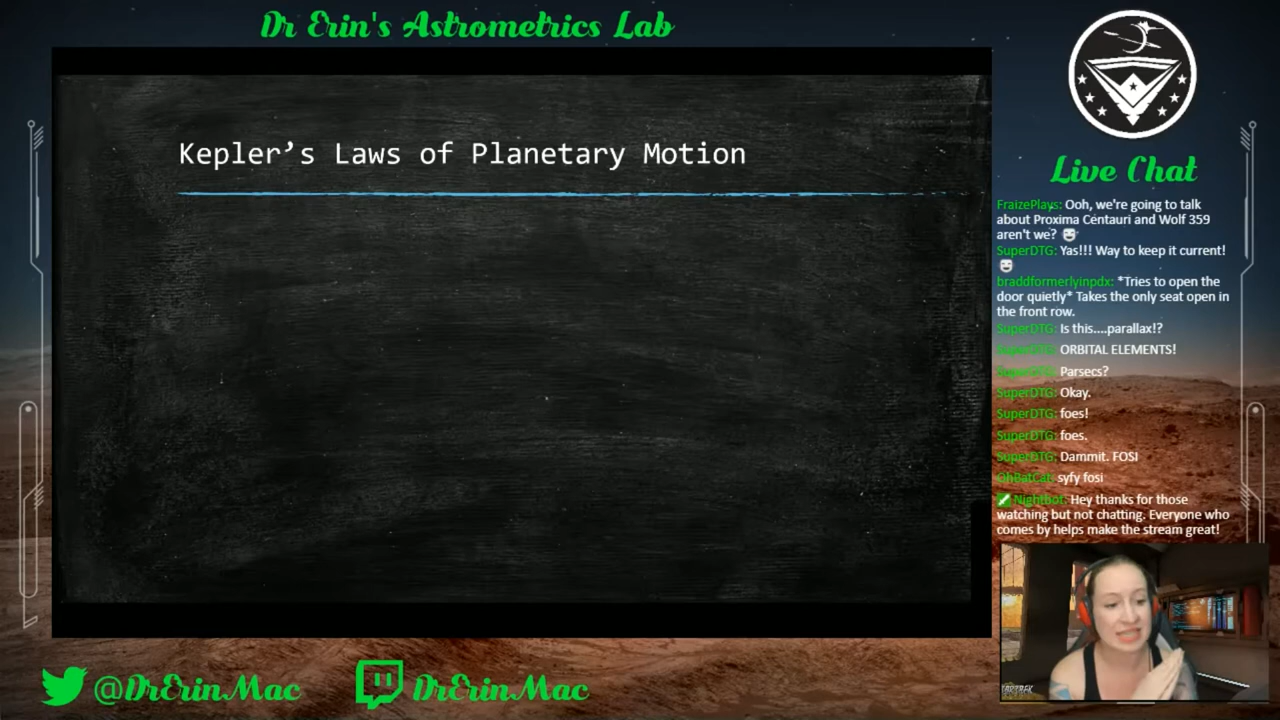 Dr Erin's Astrometrics Lab
Kepler’s Laws of Planetary Motion
Live Chat
FraizePlays: Ooh, we're going to talk
about Proxima Centauri and Wolf 359
aren't we?
SuperDTG: Yas!!! Way to keep it current!
braddformerlyinpdx: *Tries to open the
door quietly* Takes the only seat open in
the front row.
SuperDTG: Is this....parallax!?
SuperDTG: ORBITAL ELEMENTS!
SuperDTG: Parsecs?
SuperDTG: Okay.
SuperDTG: foes!
SuperDTG: foes.
SuperDTG: Dammit. FOSI
OhBatCat: syfy fosi
Nightbot: Hey thanks for those
watching but not chatting. Everyone who
comes by helps make the stream great!
@DrErinMac
DrErinMac